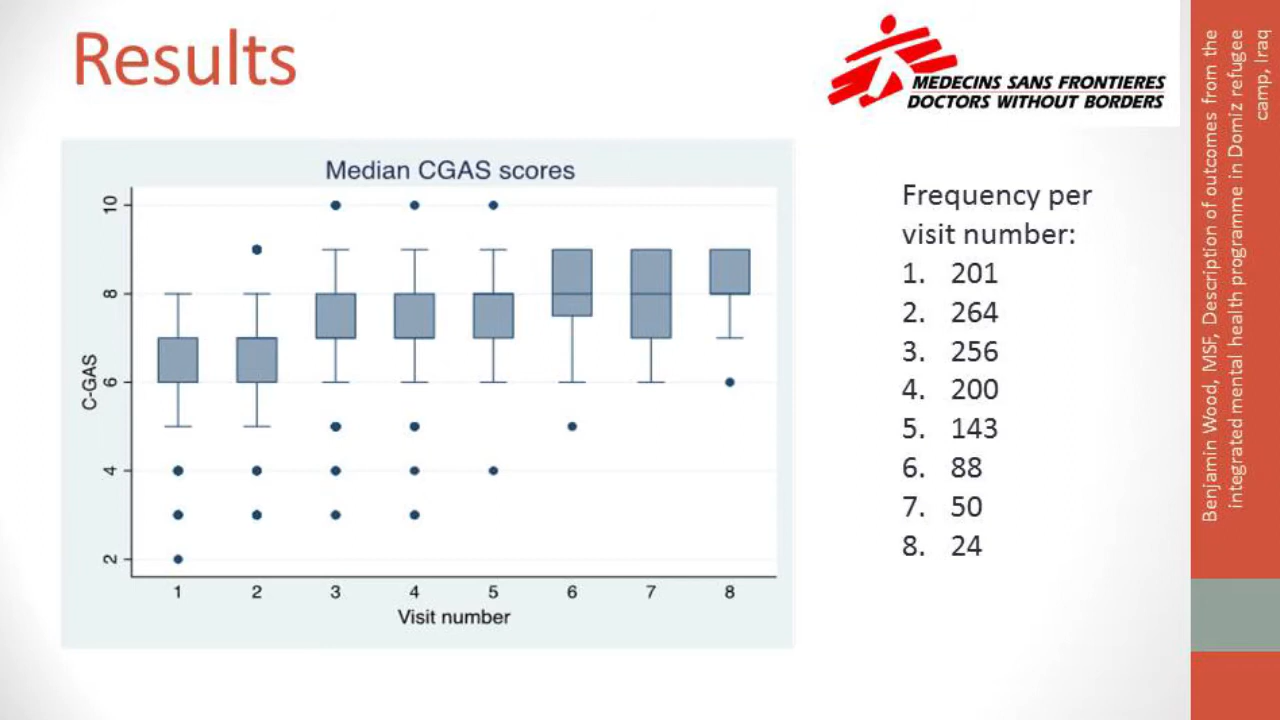 Results
MEDECINS SANS FRONTIERES
DOCTORS WITHOUT BORDERS
Median CGAS scores
C-GAS
10
8
6
4
2
1 2 3 4 5 6 7 8
Visit number
Frequency per
visit number:
1. 201
2. 264
3. 256
4. 200
5. 143
6. 88
7. 50
8. 24
Benjamin Wood, MSF, Description of outcomes from the
integrated mental health programme in Domiz refugee
camp, Iraq